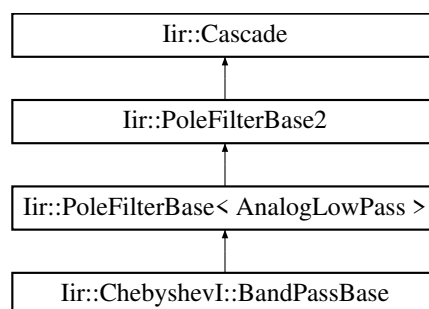 Iir::Cascade
Iir::PoleFilterBase2
Iir::PoleFilterBase< AnalogLowPass >
Iir::ChebyshevI::BandPassBase